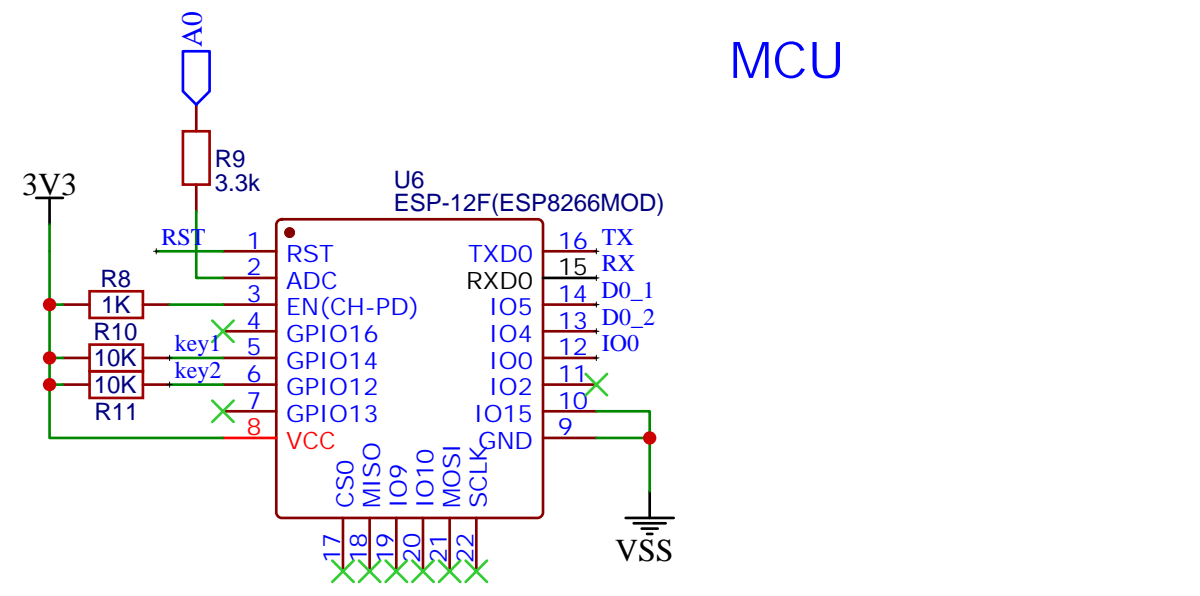 A0
MCU
R9
3.3k
3V3
U6
ESP-12F(ESP8266MOD)
RST 1 RST
2 ADC
R8
1K
3 EN(CH-PD)
4 GPIO16
R10
10K
key1 5 GPIO14
10K
key2 6 GPIO12
R11
7 GPIO13
8 VCC
TXD0 16 TX
RXD0 15 RX
IO5 14 D0_1
IO4 13 D0_2
IO0 12 IO0
IO2 11
IO15 10
GND 9
CS0
MISO
IO9
IO10
MOSI
SCLK
17
18
19
20
21
22
VSS